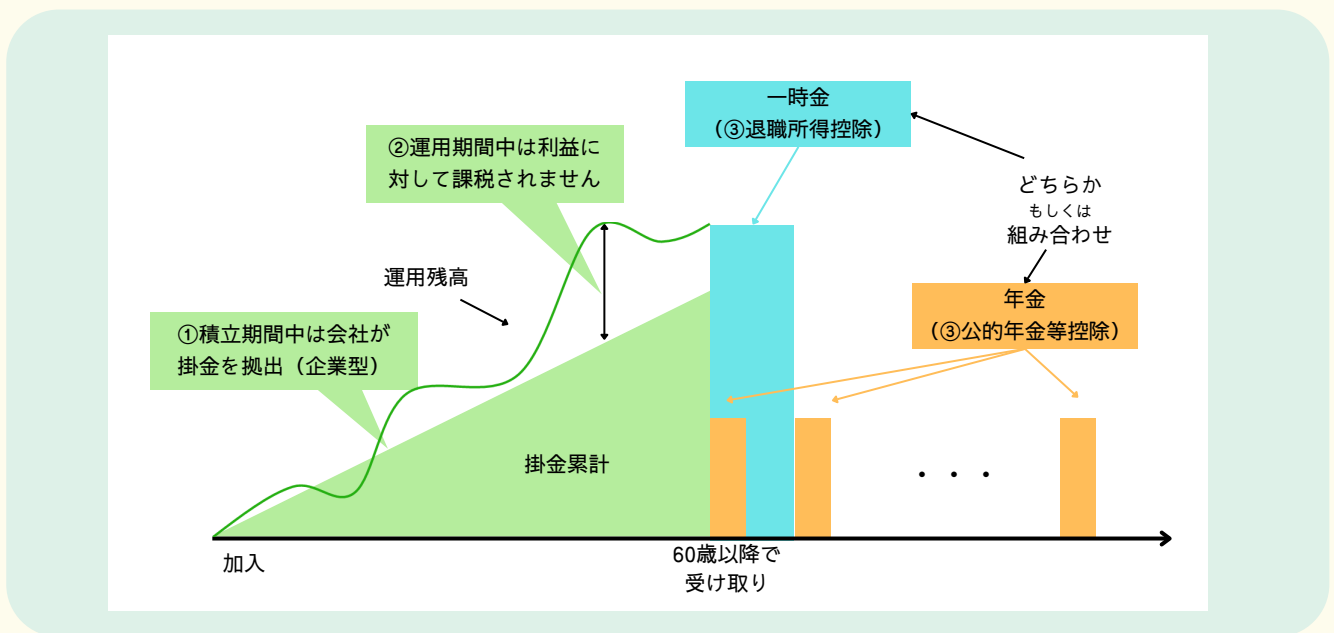 一時金
（③退職所得控除）
②運用期間中は利益に
対して課税されません
どちらか
もしくは
組み合わせ
運用残高
年金
（③公的年金等控除）
①積立期間中は会社が
掛金を拠出（企業型）
掛金累計
・・・
加入
60歳以降で
受け取り